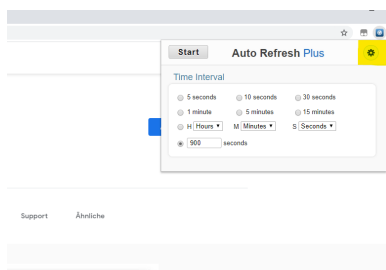 Start Auto Refresh Plus
Time Interval
5 seconds 10 seconds 30 seconds
1 minute 5 minutes 15 minutes
H Hours M Minutes S Seconds
900 seconds
Support Ähnliche